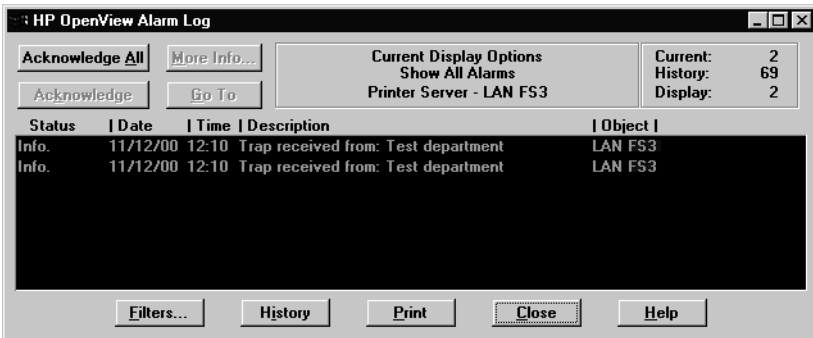 HP OpenView Alarm Log
Acknowledge All More Info... Current Display Options Current: 2
Show All Alarms History: 69
Acknowledge Go To Printer Server - LAN FS3 Display: 2
Status | Date | Time | Description | Object |
Info. 11/12/00 12:10 Trap received from: Test department LAN FS3
Info. 11/12/00 12:10 Trap received from: Test department LAN FS3
Filters... History Print Close Help